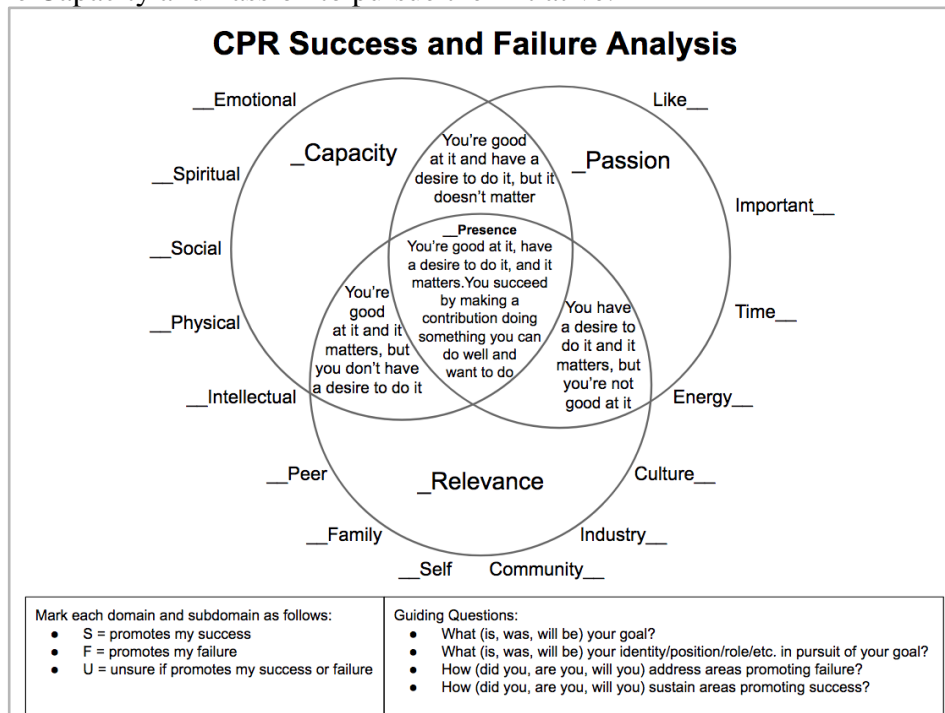 CPR Success and Failure Analysis
__Emotional
Like__
_Capacity
You're good
at it and have a
desire to do it, but it
doesn't matter
_Passion
__Spiritual
Important__
__Social
__Presence
You're good at it, have
a desire to do it, and it
matters.You succeed
by making a
contribution doing
something you can
do well and
want to do
You're
good
at it and it
matters, but
you don't have
a desire to do it
You have
a desire to
do it and it
matters, but
you're not
good at it
Time__
__Physical
__Intellectual
Energy__
__Peer
_Relevance
Culture__
__Family
Industry__
__Self
Community__
Mark each domain and subdomain as follows:
● S = promotes my success
● F = promotes my failure
● U = unsure if promotes my success or failure
Guiding Questions:
● What (is, was, will be) your goal?
● What (is, was, will be) your identity/position/role/etc. in pursuit of your goal?
● How (did you, are you, will you) address areas promoting failure?
● How (did you, are you, will you) sustain areas promoting success?